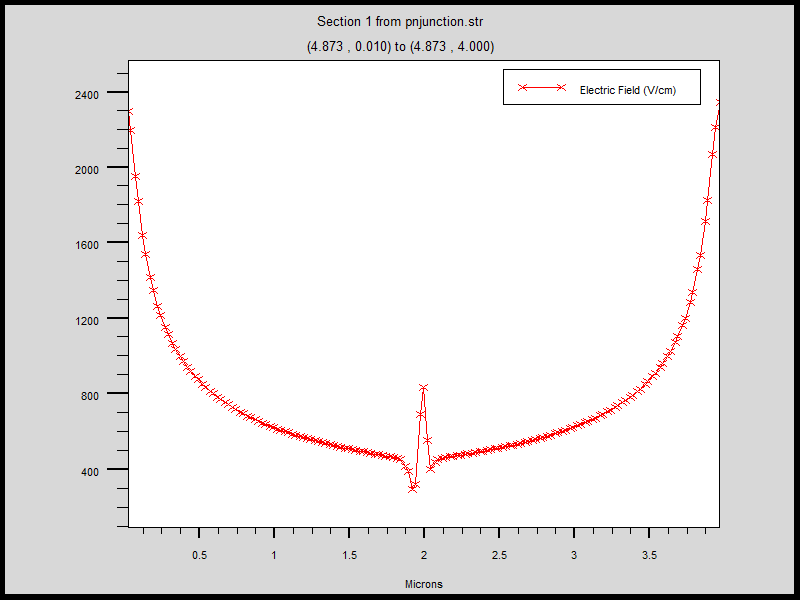 Section 1 from pnjunction.str
(4.873 , 0.010) to (4.873 , 4.000)
Electric Field (V/cm)
2400
2000
1600
1200
800
400
0.5 1 1.5 2 2.5 3 3.5
Microns